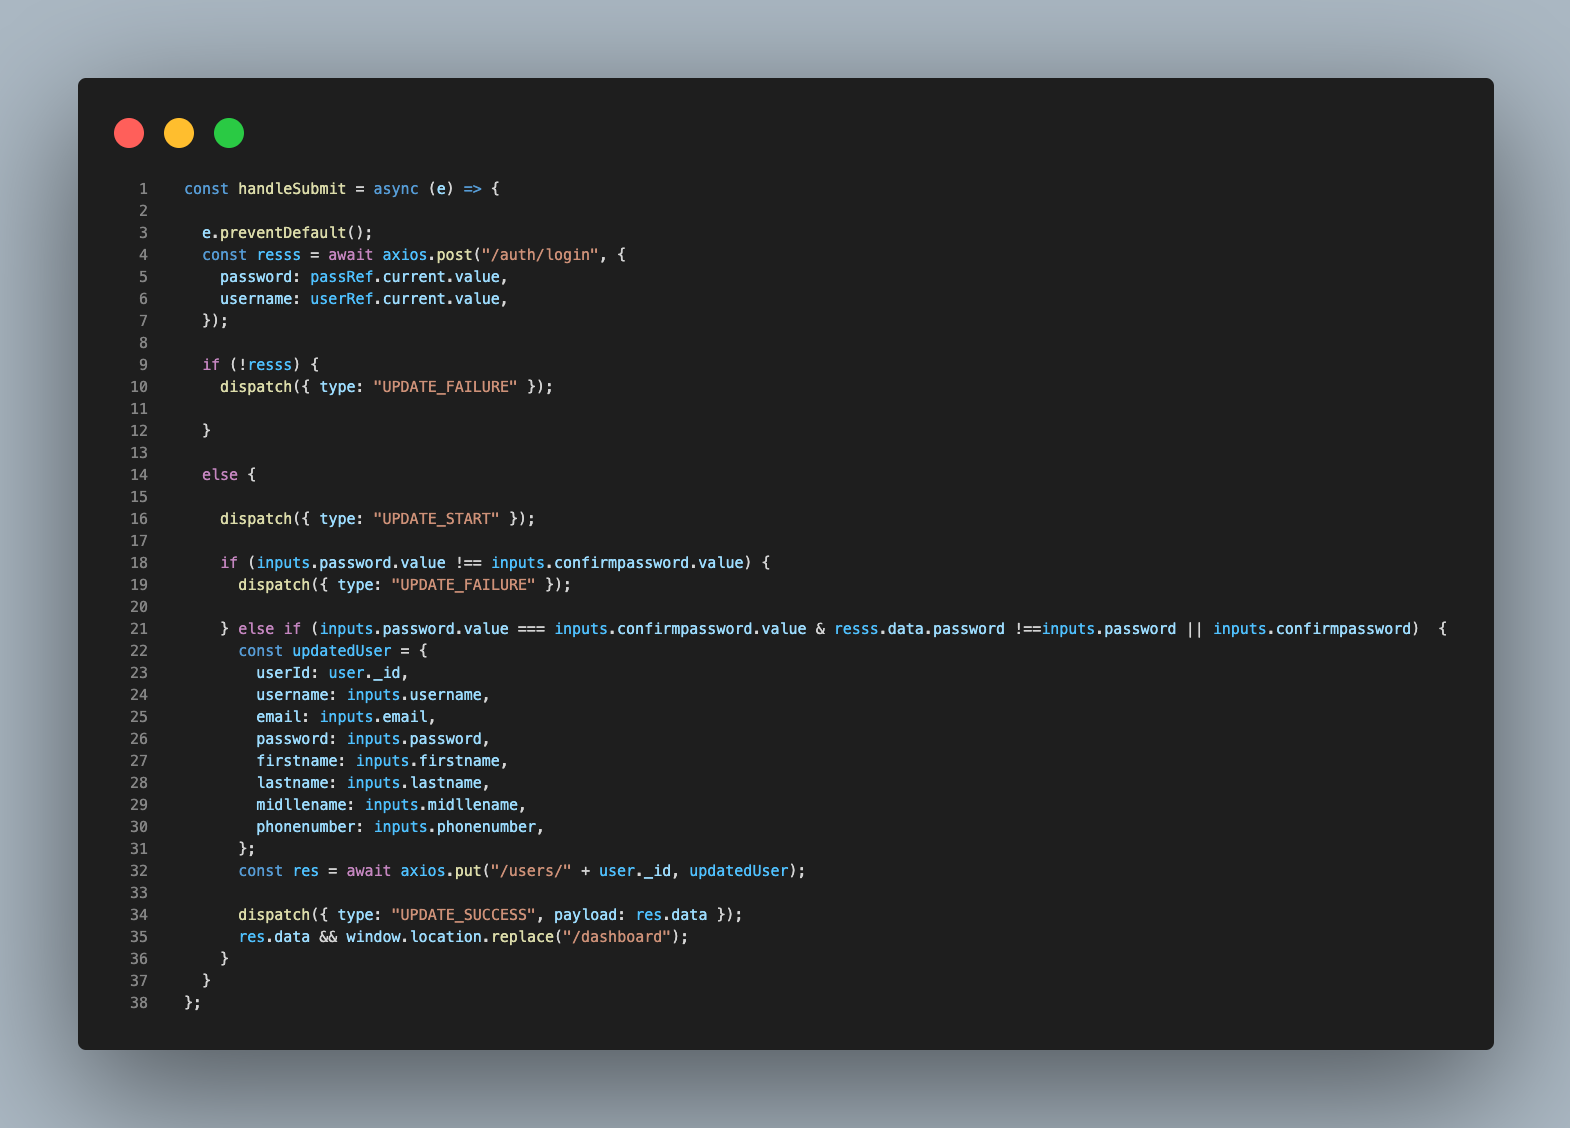 1 const handleSubmit = async (e) => {
2
3 e.preventDefault();
4 const resss = await axios.post("/auth/login", {
5 password: passRef.current.value,
6 username: userRef.current.value,
7 });
8
9 if (!resss) {
10 dispatch({ type: "UPDATE_FAILURE" });
11
12 }
13
14 else {
15
16 dispatch({ type: "UPDATE_START" });
17
18 if (inputs.password.value !== inputs.confirmpassword.value) {
19 dispatch({ type: "UPDATE_FAILURE" });
20
21 } else if (inputs.password.value === inputs.confirmpassword.value & resss.data.password !==inputs.password || inputs.confirmpassword)  {
22 const updatedUser = {
23 userId: user._id,
24 username: inputs.username,
25 email: inputs.email,
26 password: inputs.password,
27 firstname: inputs.firstname,
28 lastname: inputs.lastname,
29 midllename: inputs.midllename,
30 phonenumber: inputs.phonenumber,
31 };
32 const res = await axios.put("/users/" + user._id, updatedUser);
33
34 dispatch({ type: "UPDATE_SUCCESS", payload: res.data });
35 res.data && window.location.replace("/dashboard");
36 }
37 }
38 };